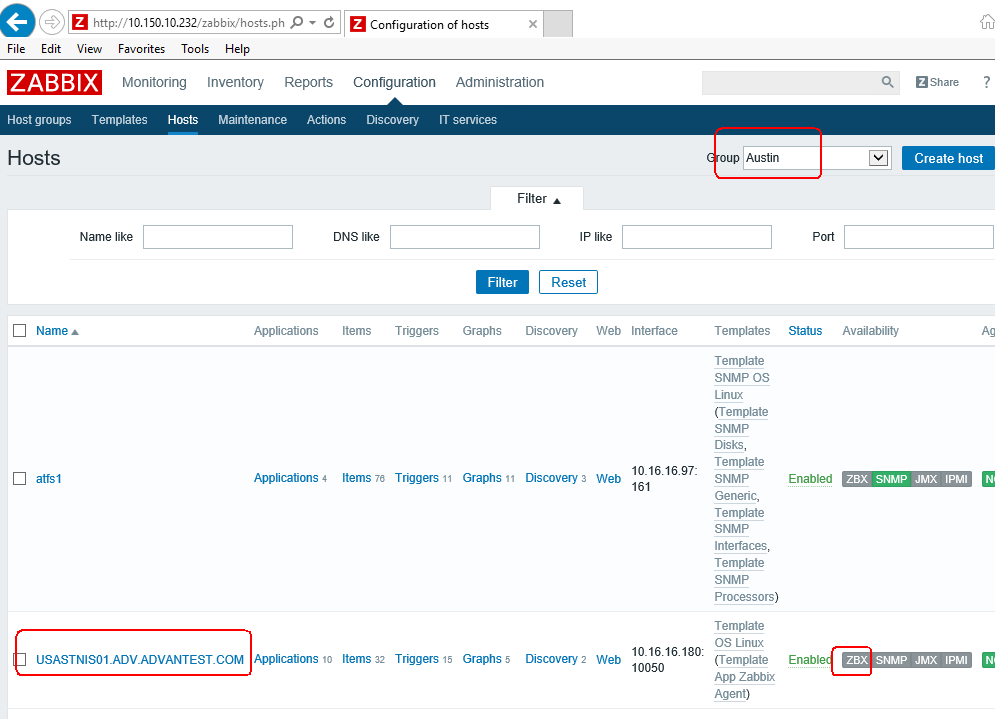 http://10.150.10.232/zabbix/hosts.ph
Configuration of hosts
File Edit View Favorites Tools Help
ZABBIX Monitoring Inventory Reports Configuration Administration Z Share ?
Host groups Templates Hosts Maintenance Actions Discovery IT services
Hosts Group Austin Create host
Filter
Name like DNS like IP like Port
Filter Reset
Name Applications Items Triggers Graphs Discovery Web Interface Templates Status Availability Ag
Template
SNMP OS
Linux
(Template
SNMP
Disks,
Template
SNMP
Generic,
Template
SNMP
Interfaces,
Template
SNMP
Processors)
atfs1 Applications 4 Items 76 Triggers 11 Graphs 11 Discovery 3 Web 10.16.16.97:
161
Enabled ZBX SNMP JMX IPMI NO
Template
OS Linux
(Template
App Zabbix
Agent)
USASTNIS01.ADV.ADVANTEST.COM Applications 10 Items 32 Triggers 15 Graphs 5 Discovery 2 Web 10.16.16.180:
10050
Enabled ZBX SNMP JMX IPMI NO